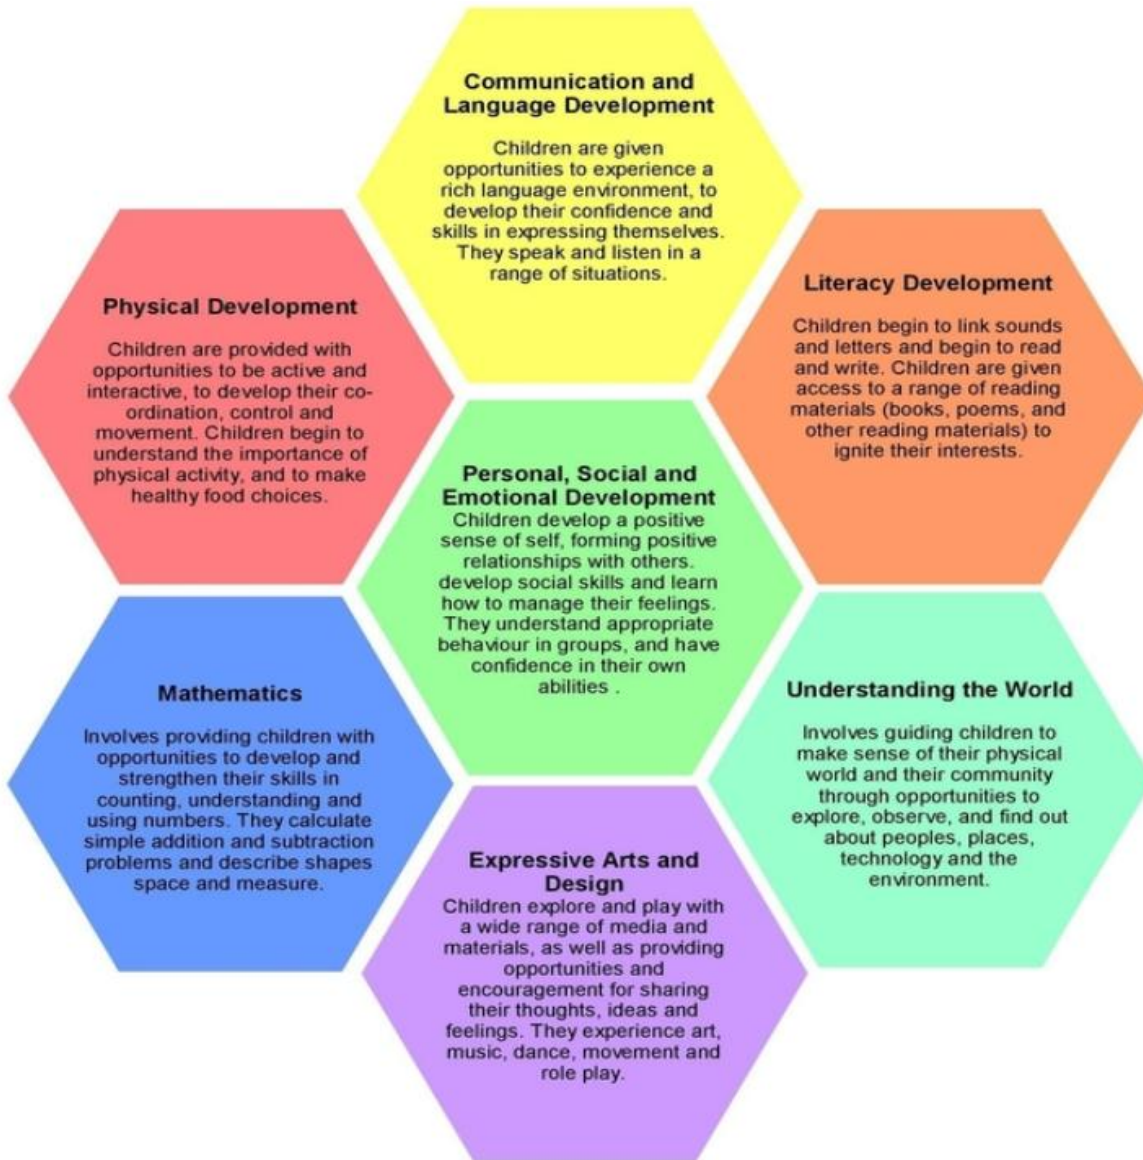 Communication and
Language Development
Children are given
opportunities to experience a
rich language environment, to
develop their confidence and
skills in expressing themselves.
They speak and listen in a
range of situations.
Physical Development
Children are provided with
opportunities to be active and
interactive, to develop their co-
ordination, control and
movement. Children begin to
understand the importance of
physical activity, and to make
healthy food choices.
Literacy Development
Children begin to link sounds
and letters and begin to read
and write. Children are given
access to a range of reading
materials (books, poems, and
other reading materials) to
ignite their interests.
Personal, Social and
Emotional Development
Children develop a positive
sense of self, forming positive
relationships with others.
develop social skills and learn
how to manage their feelings.
They understand appropriate
behaviour in groups, and have
confidence in their own
abilities .
Mathematics
Involves providing children with
opportunities to develop and
strengthen their skills in
counting, understanding and
using numbers. They calculate
simple addition and subtraction
problems and describe shapes
space and measure.
Understanding the World
Involves guiding children to
make sense of their physical
world and their community
through opportunities to
explore, observe, and find out
about peoples, places,
technology and the
environment.
Expressive Arts and
Design
Children explore and play with
a wide range of media and
materials, as well as providing
opportunities and
encouragement for sharing
their thoughts, ideas and
feelings. They experience art,
music, dance, movement and
role play.